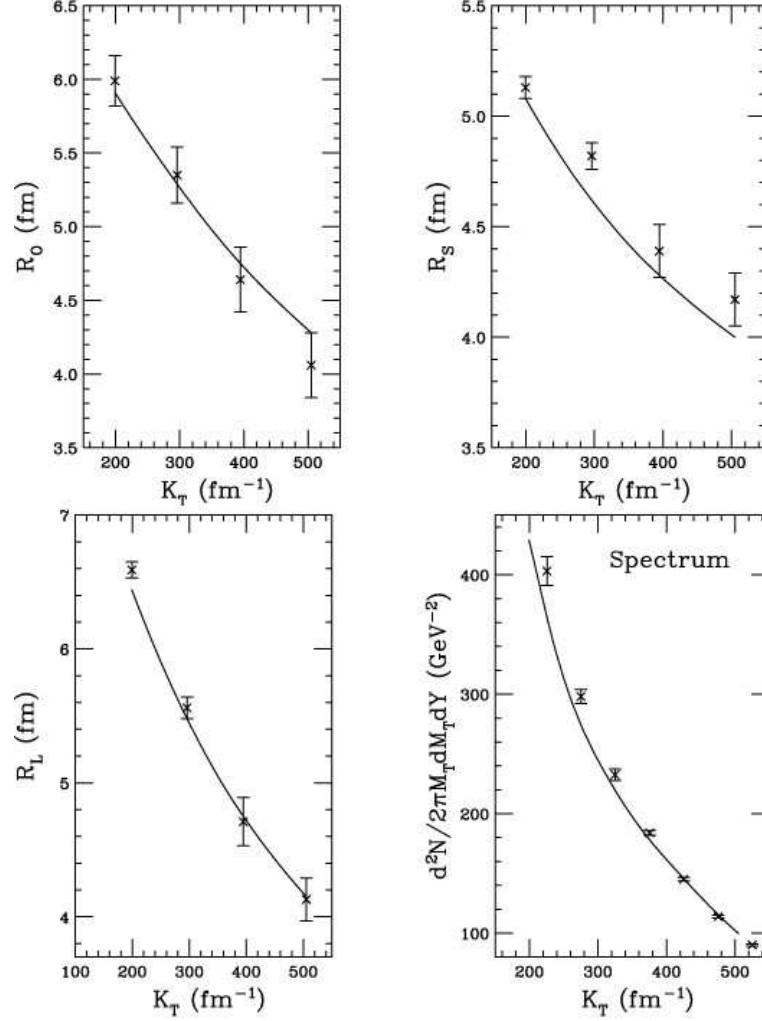 6.5
6.0
5.5
5.0
4.5
4.0
3.5
R_O (fm)
200 300 400 500
K_T (fm⁻¹)
5.5
5.0
4.5
4.0
3.5
R_S (fm)
200 300 400 500
K_T (fm⁻¹)
7
6
5
4
R_L (fm)
100 200 300 400 500
K_T (fm⁻¹)
Spectrum
400
300
200
100
d²N/2πM_TdM_TdY (GeV⁻²)
200 300 400 500
K_T (fm⁻¹)